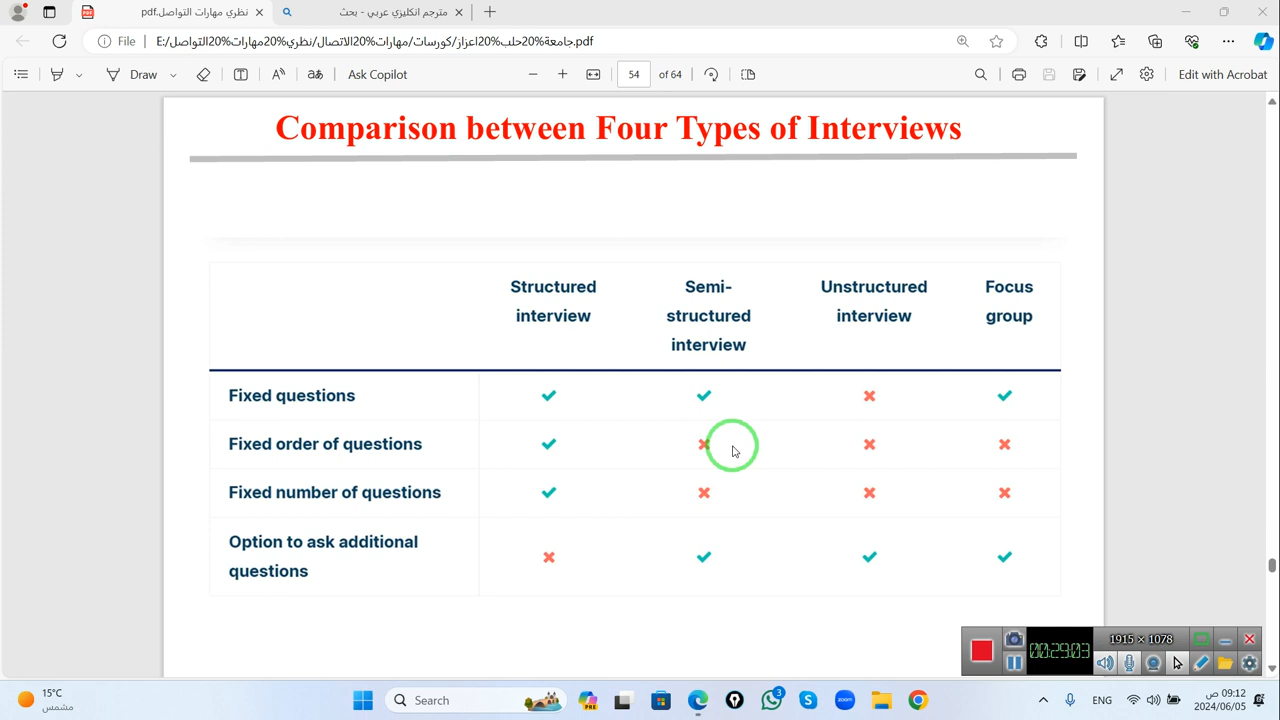 نظري مهارات التواصل.pdf
مترجم انكليزي عربي - بحث
File
E:/جامعة%20حلب%20اعزاز/كورسات/مهارات%20الاتصال/نظري%20مهارات%20التواصل.pdf
Draw
Ask Copilot
54
of 64
Edit with Acrobat
Comparison between Four Types of Interviews
Structured interview
Semi-structured interview
Unstructured interview
Focus group
Fixed questions
Fixed order of questions
Fixed number of questions
Option to ask additional
questions
1915 × 1078
00:29:03
15°C
مشمس
Search
PRE
zoom
3
ENG
09:12 ص
2024/06/05